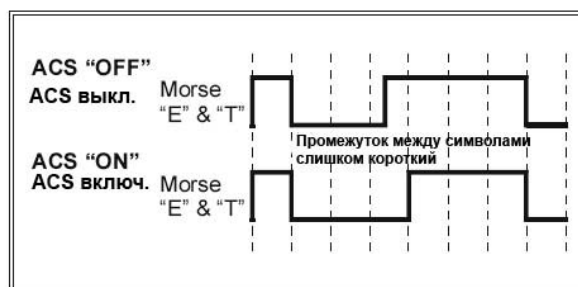 ACS “OFF”
ACS выкл.
Morse
“E” & “T”
Промежуток между символами
слишком короткий
ACS “ON”
ACS включ.
Morse
“E” & “T”